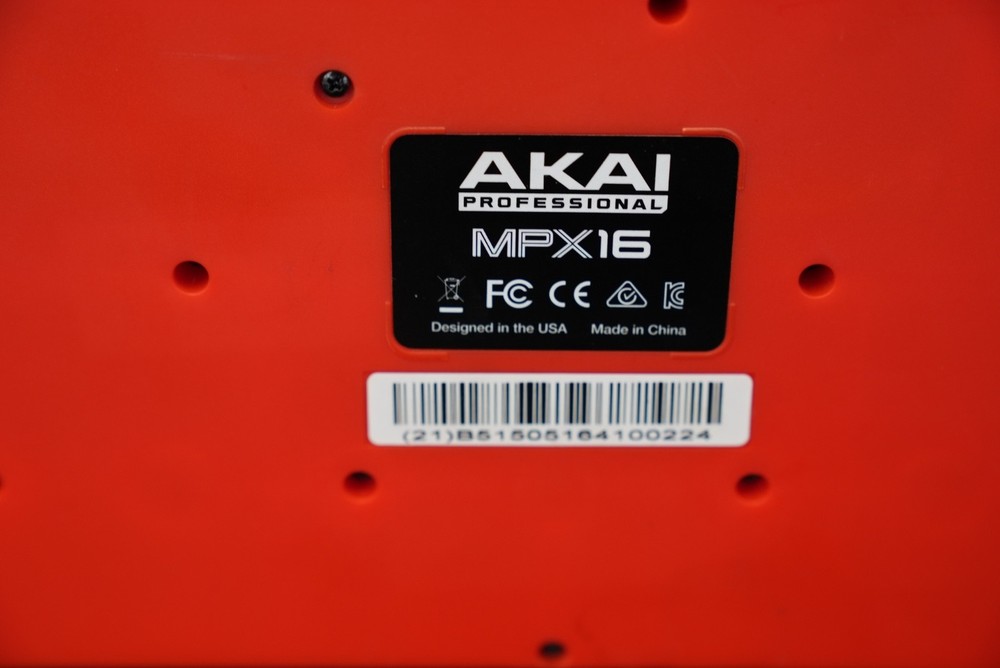 AKAI
PROFESSIONAL
MPX16
FC CE
Designed in the USA Made in China
(21)B51505164100224